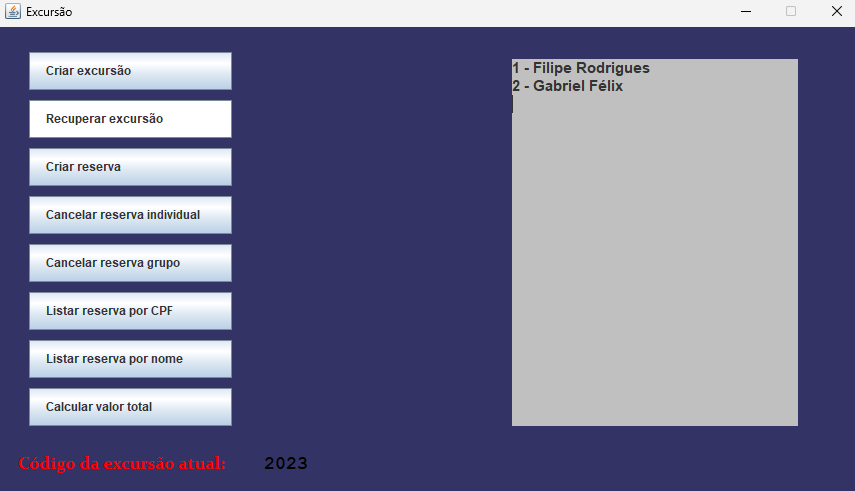 Excursão
Criar excursão
Recuperar excursão
Criar reserva
Cancelar reserva individual
Cancelar reserva grupo
Listar reserva por CPF
Listar reserva por nome
Calcular valor total
1 - Filipe Rodrigues
2 - Gabriel Félix
Código da excursão atual: 2023